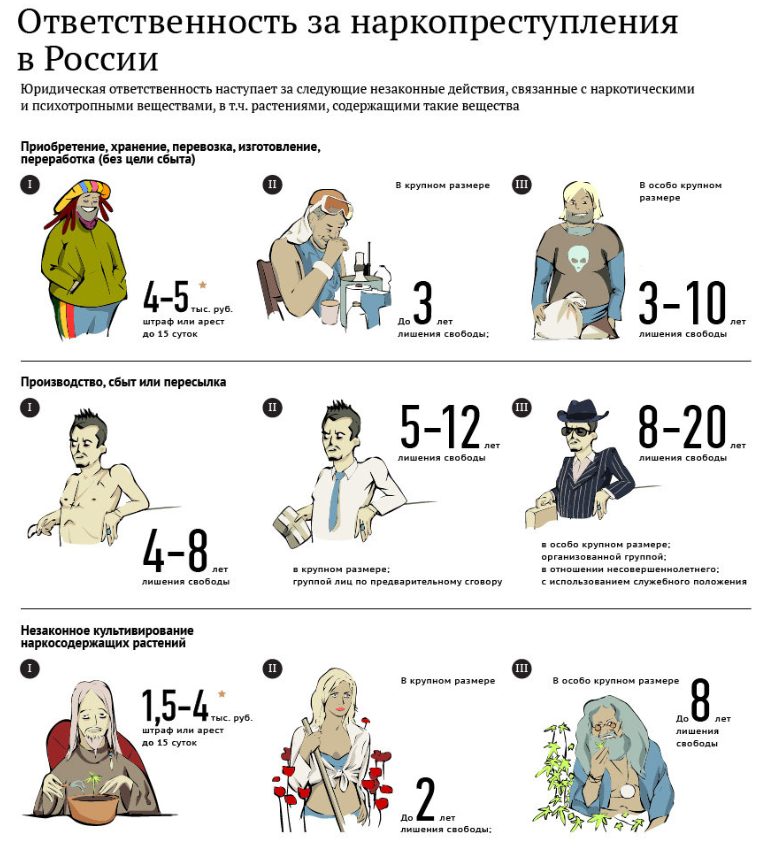 Ответственность за наркопреступления
в России
Юридическая ответственность наступает за следующие незаконные действия, связанные с наркотическими
и психотропными веществами, в т.ч. растениями, содержащими такие вещества
Приобретение, хранение, перевозка, изготовление,
переработка (без цели сбыта)
I
4–5 тыс. руб.
штраф или арест
до 15 суток
II
В крупном размере
До 3 лет
лишения свободы;
III
В особо крупном
размере
3–10 лет
лишения свободы
Производство, сбыт или пересылка
I
4–8 лет
лишения свободы
II
5–12 лет
лишения свободы
в крупном размере;
группой лиц по предварительному сговору
III
8–20 лет
лишения свободы
в особо крупном размере;
организованной группой;
в отношении несовершеннолетнего;
с использованием служебного положения
Незаконное культивирование
наркосодержащих растений
I
1,5–4 тыс. руб.
штраф или арест
до 15 суток
II
В крупном размере
До 2 лет
лишения свободы;
III
В особо крупном размере
До 8 лет
лишения
свободы